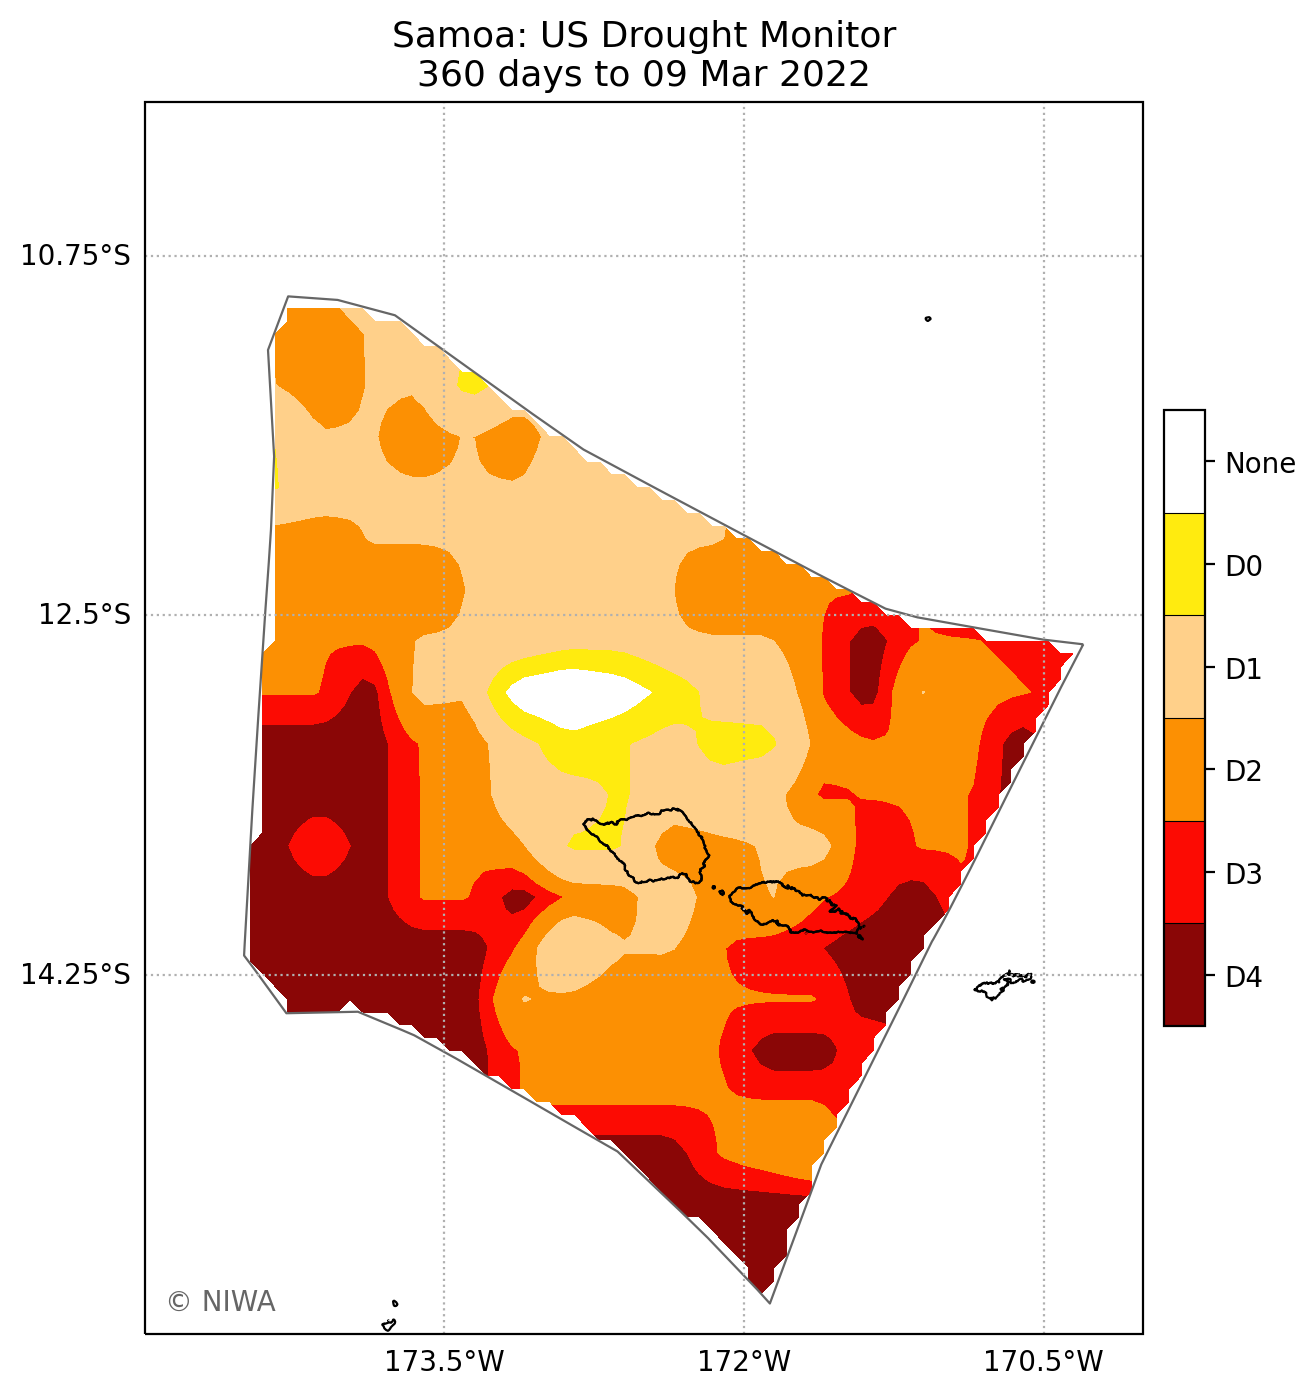 Samoa: US Drought Monitor
360 days to 09 Mar 2022
10.75°S
12.5°S
14.25°S
173.5°W
172°W
170.5°W
None
D0
D1
D2
D3
D4
© NIWA